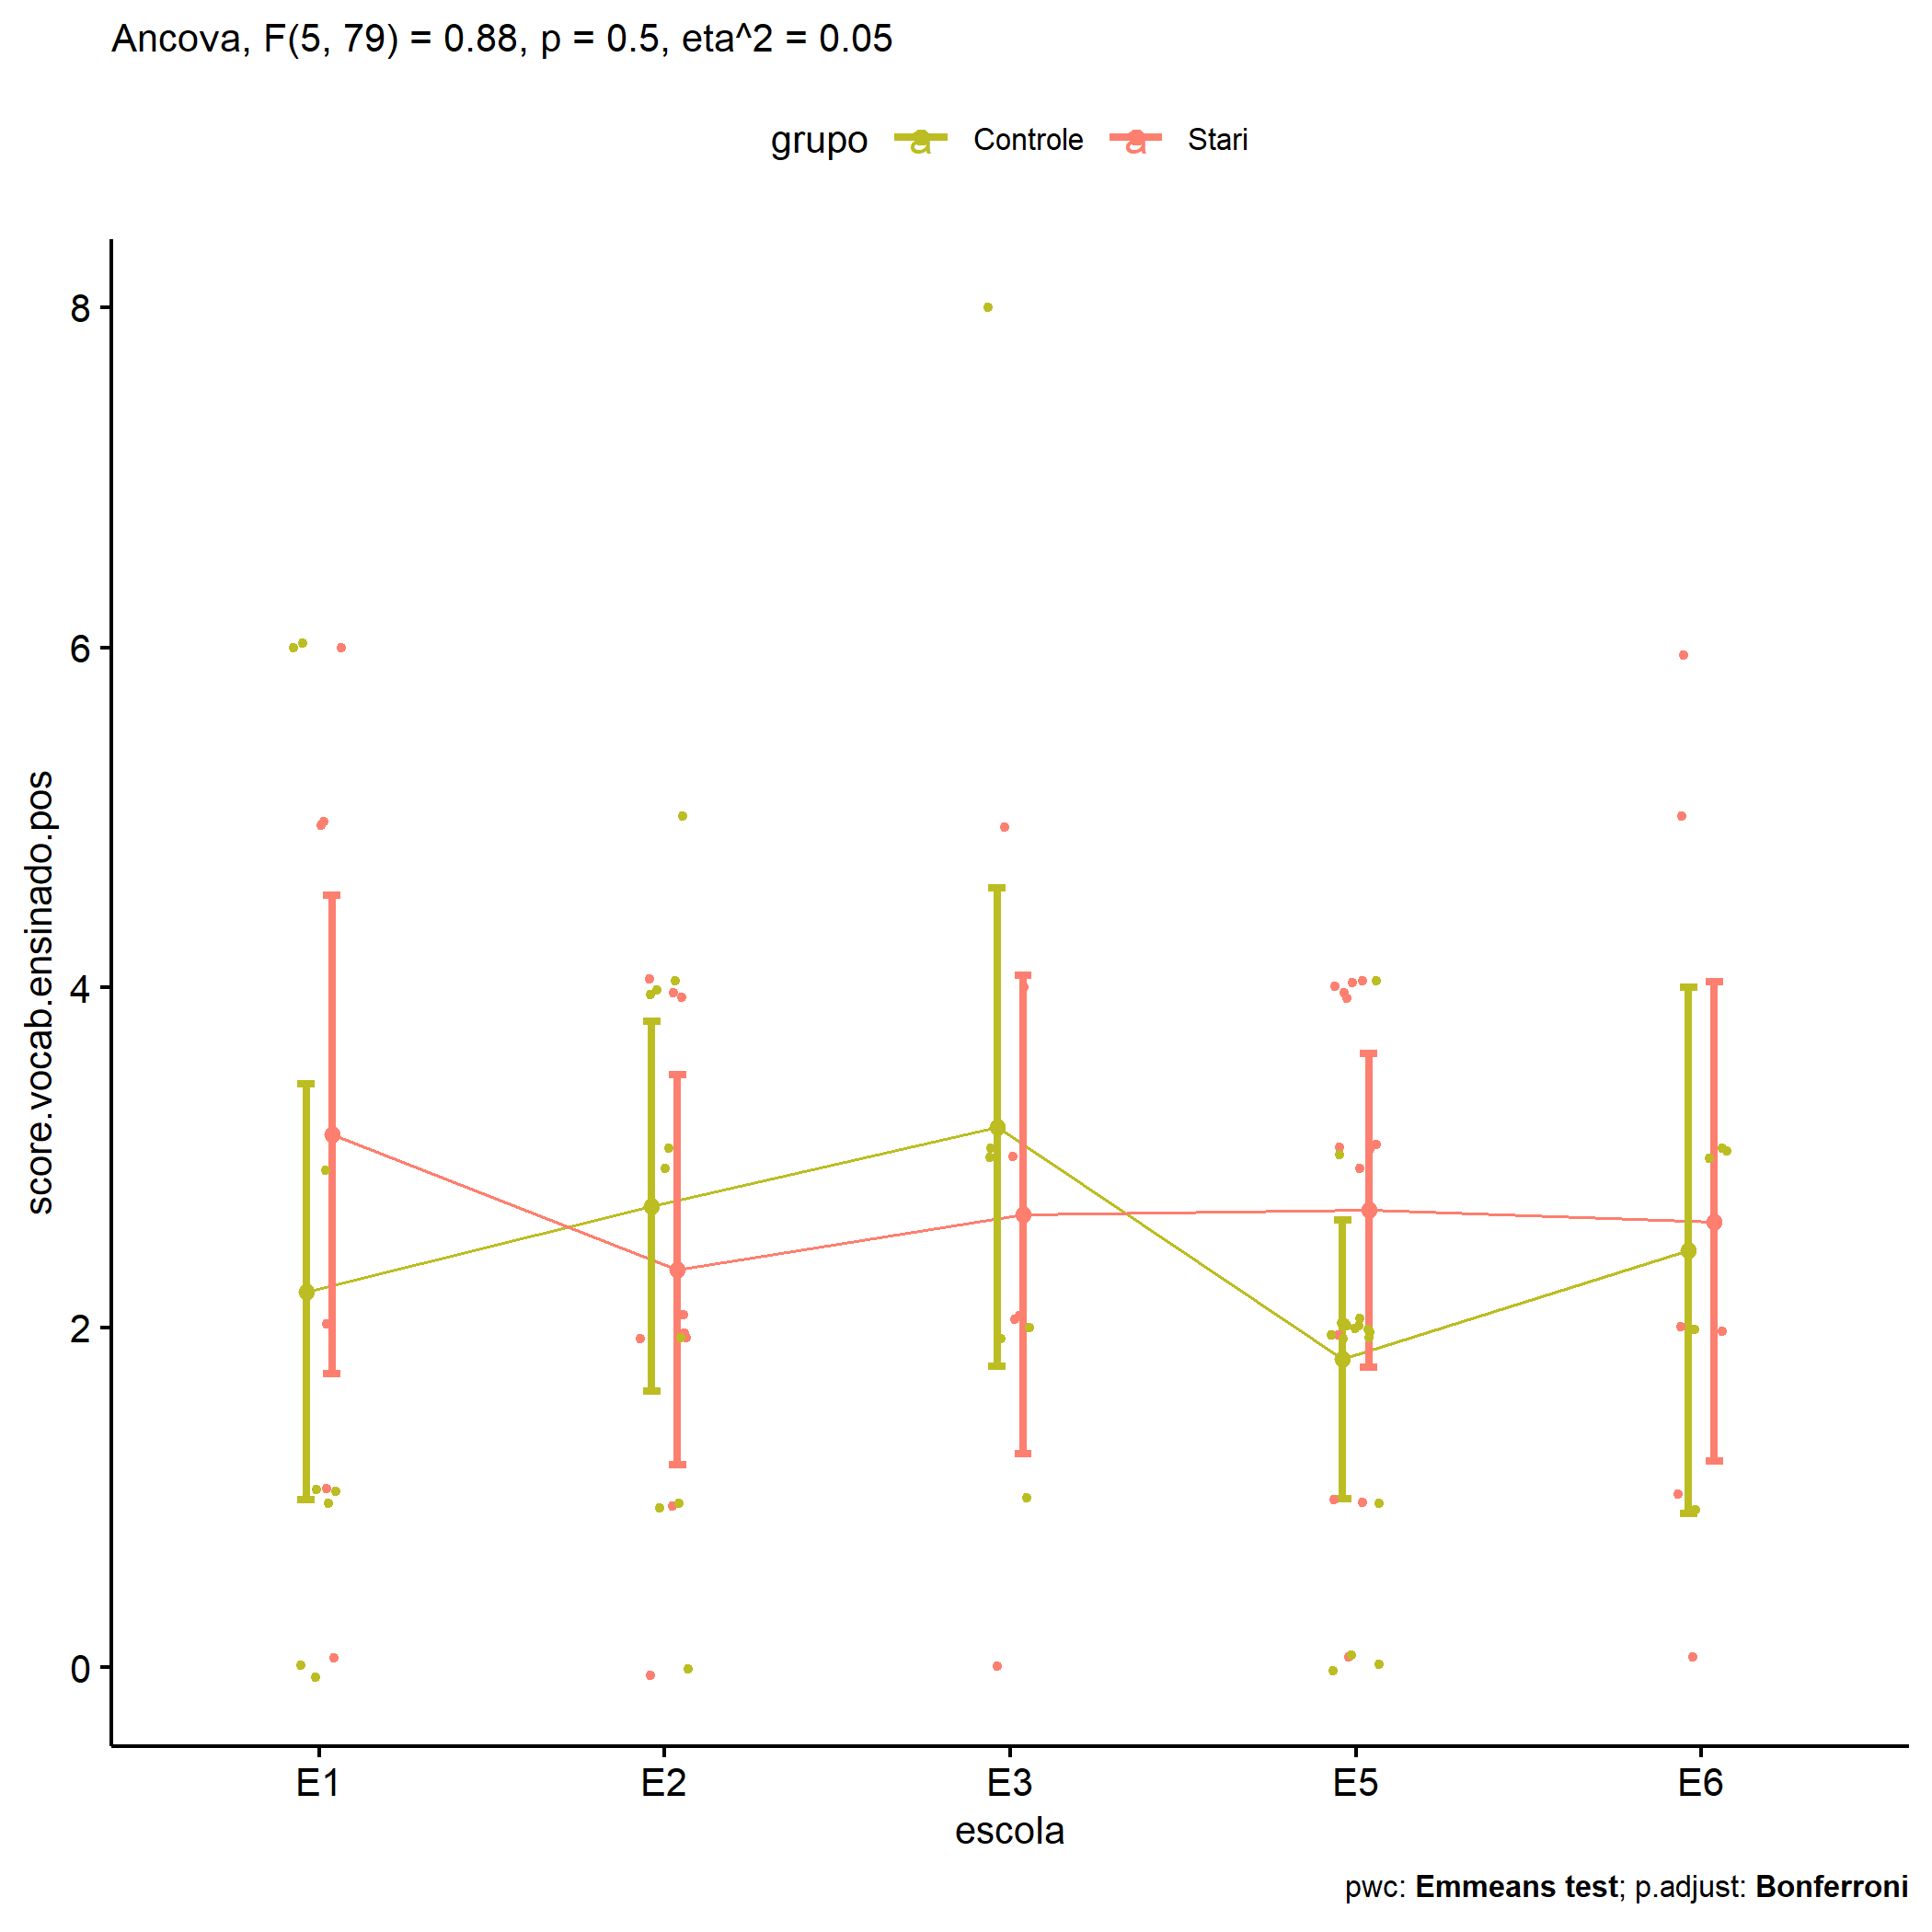 Ancova, F(5, 79) = 0.88, p = 0.5, eta^2 = 0.05
grupo a Controle a Stari
score.vocab.ensinado.pos
8
6
4
2
0
E1 E2 E3 E5 E6
escola
pwc: Emmeans test; p.adjust: Bonferroni